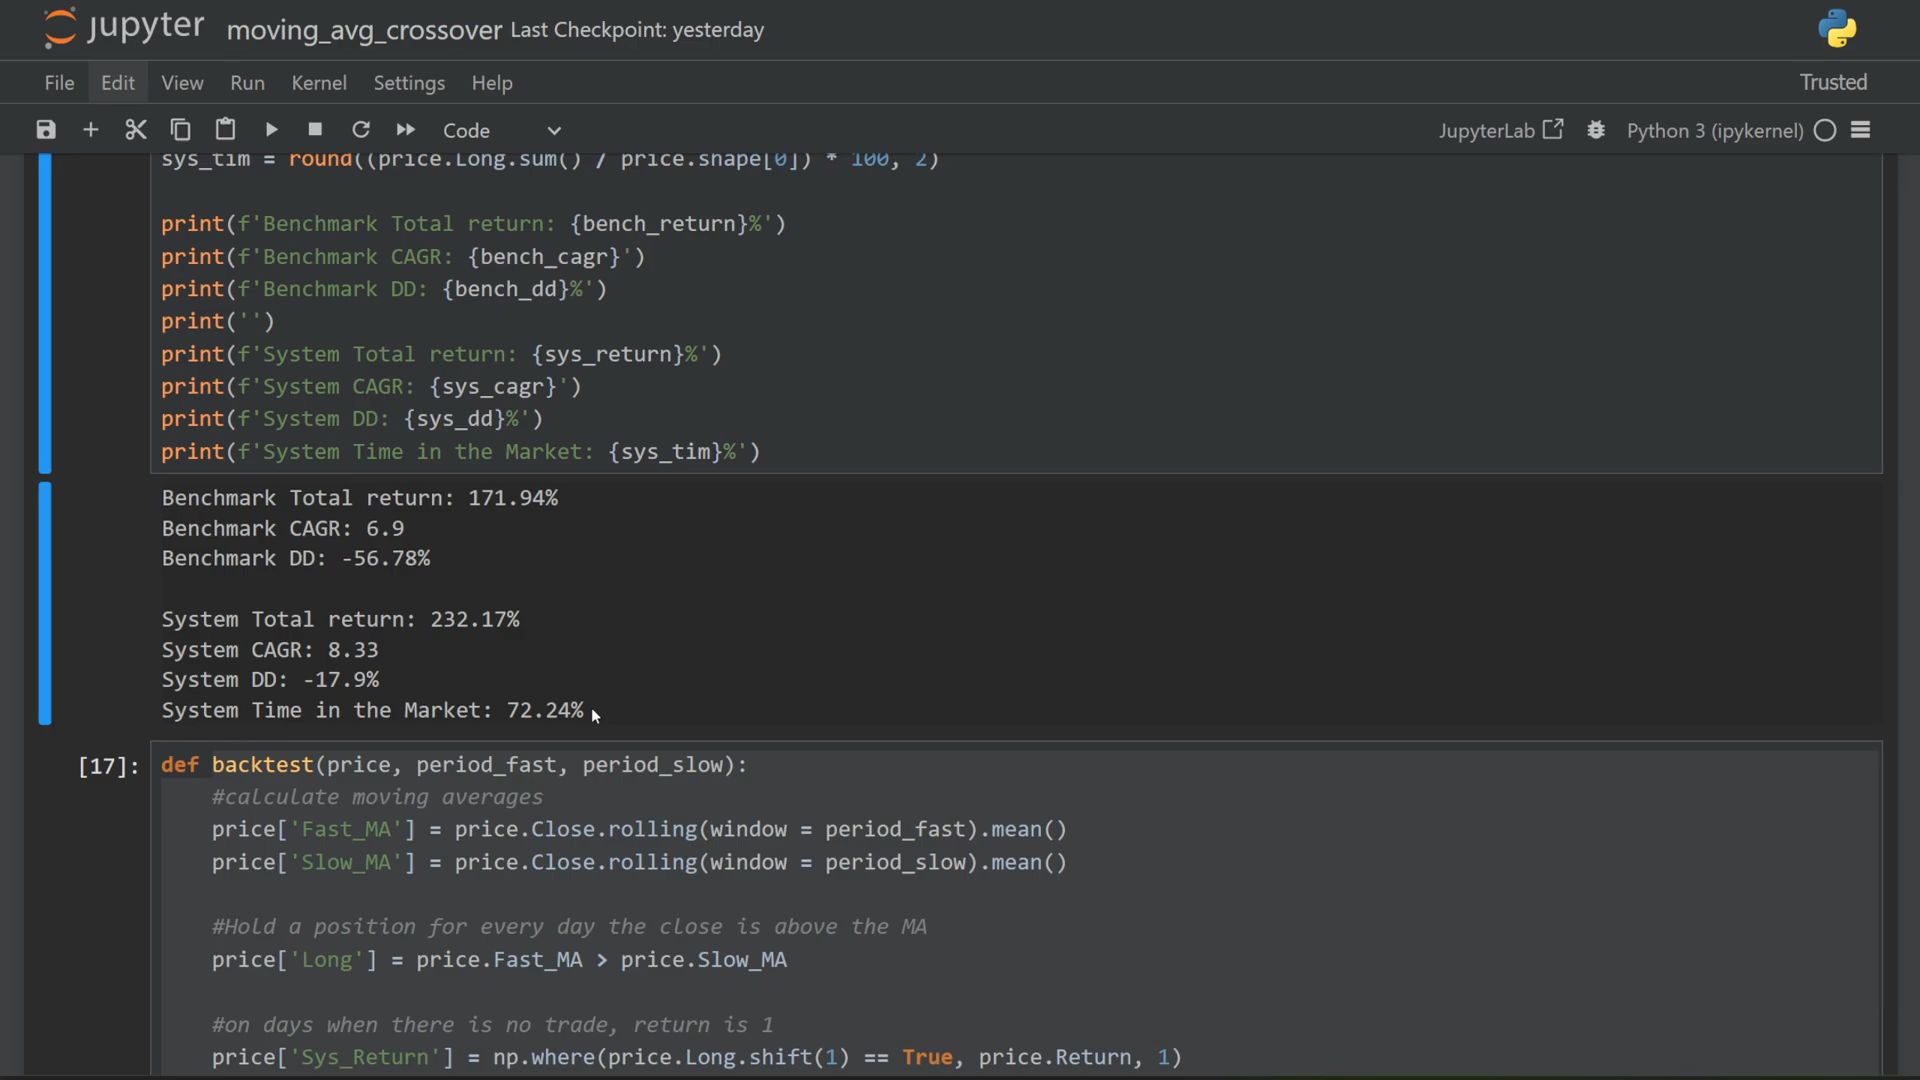 jupyter moving_avg_crossover Last Checkpoint: yesterday
File Edit View Run Kernel Settings Help Trusted
Code JupyterLab Python 3 (ipykernel)
sys_tim = round((price.Long.sum() / price.shape[0]) * 100, 2)
print(f'Benchmark Total return: {bench_return}%')
print(f'Benchmark CAGR: {bench_cagr}')
print(f'Benchmark DD: {bench_dd}%')
print('')
print(f'System Total return: {sys_return}%')
print(f'System CAGR: {sys_cagr}')
print(f'System DD: {sys_dd}%')
print(f'System Time in the Market: {sys_tim}%')
Benchmark Total return: 171.94%
Benchmark CAGR: 6.9
Benchmark DD: -56.78%
System Total return: 232.17%
System CAGR: 8.33
System DD: -17.9%
System Time in the Market: 72.24%
[17]: def backtest(price, period_fast, period_slow):
#calculate moving averages
price['Fast_MA'] = price.Close.rolling(window = period_fast).mean()
price['Slow_MA'] = price.Close.rolling(window = period_slow).mean()
#Hold a position for every day the close is above the MA
price['Long'] = price.Fast_MA > price.Slow_MA
#on days when there is no trade, return is 1
price['Sys_Return'] = np.where(price.Long.shift(1) == True, price.Return, 1)